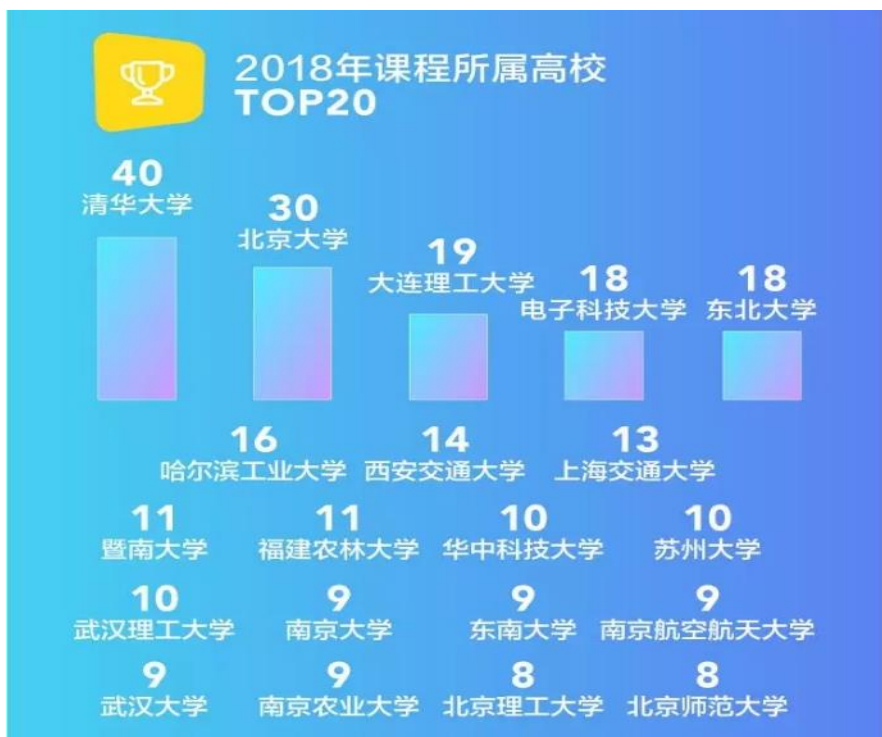 2018年课程所属高校
TOP20
40
清华大学
30
北京大学
19
大连理工大学
18
电子科技大学
18
东北大学
16
哈尔滨工业大学
14
西安交通大学
13
上海交通大学
11
暨南大学
11
福建农林大学
10
华中科技大学
10
苏州大学
10
武汉理工大学
9
南京大学
9
东南大学
9
南京航空航天大学
9
武汉大学
9
南京农业大学
8
北京理工大学
8
北京师范大学